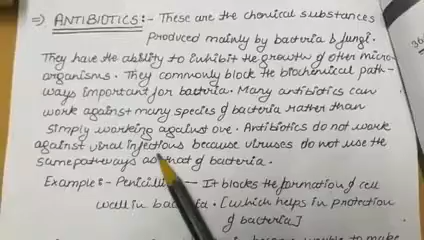 ⇒ ANTIBIOTICS:- These are the chemical substances
produced mainly by bacteria & fungi.
They have the ability to inhibit the growth of other micro-
organisms. They commonly block the biochemical path-
ways important for bacteria. Many antibiotics can
work against many species of bacteria rather than
simply working against one. Antibiotics do not work
against viral infections because viruses do not use the
same pathways as that of bacteria.
Example:- Penicillin — It blocks the formation of cell
wall in bacteria. [which helps in protection
of bacteria]
to make